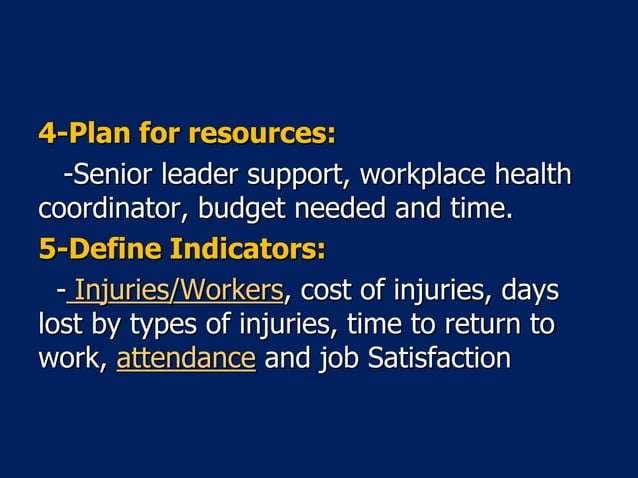 4-Plan for resources:
-Senior leader support, workplace health
coordinator, budget needed and time.
5-Define Indicators:
- Injuries/Workers, cost of injuries, days
lost by types of injuries, time to return to
work, attendance and job Satisfaction